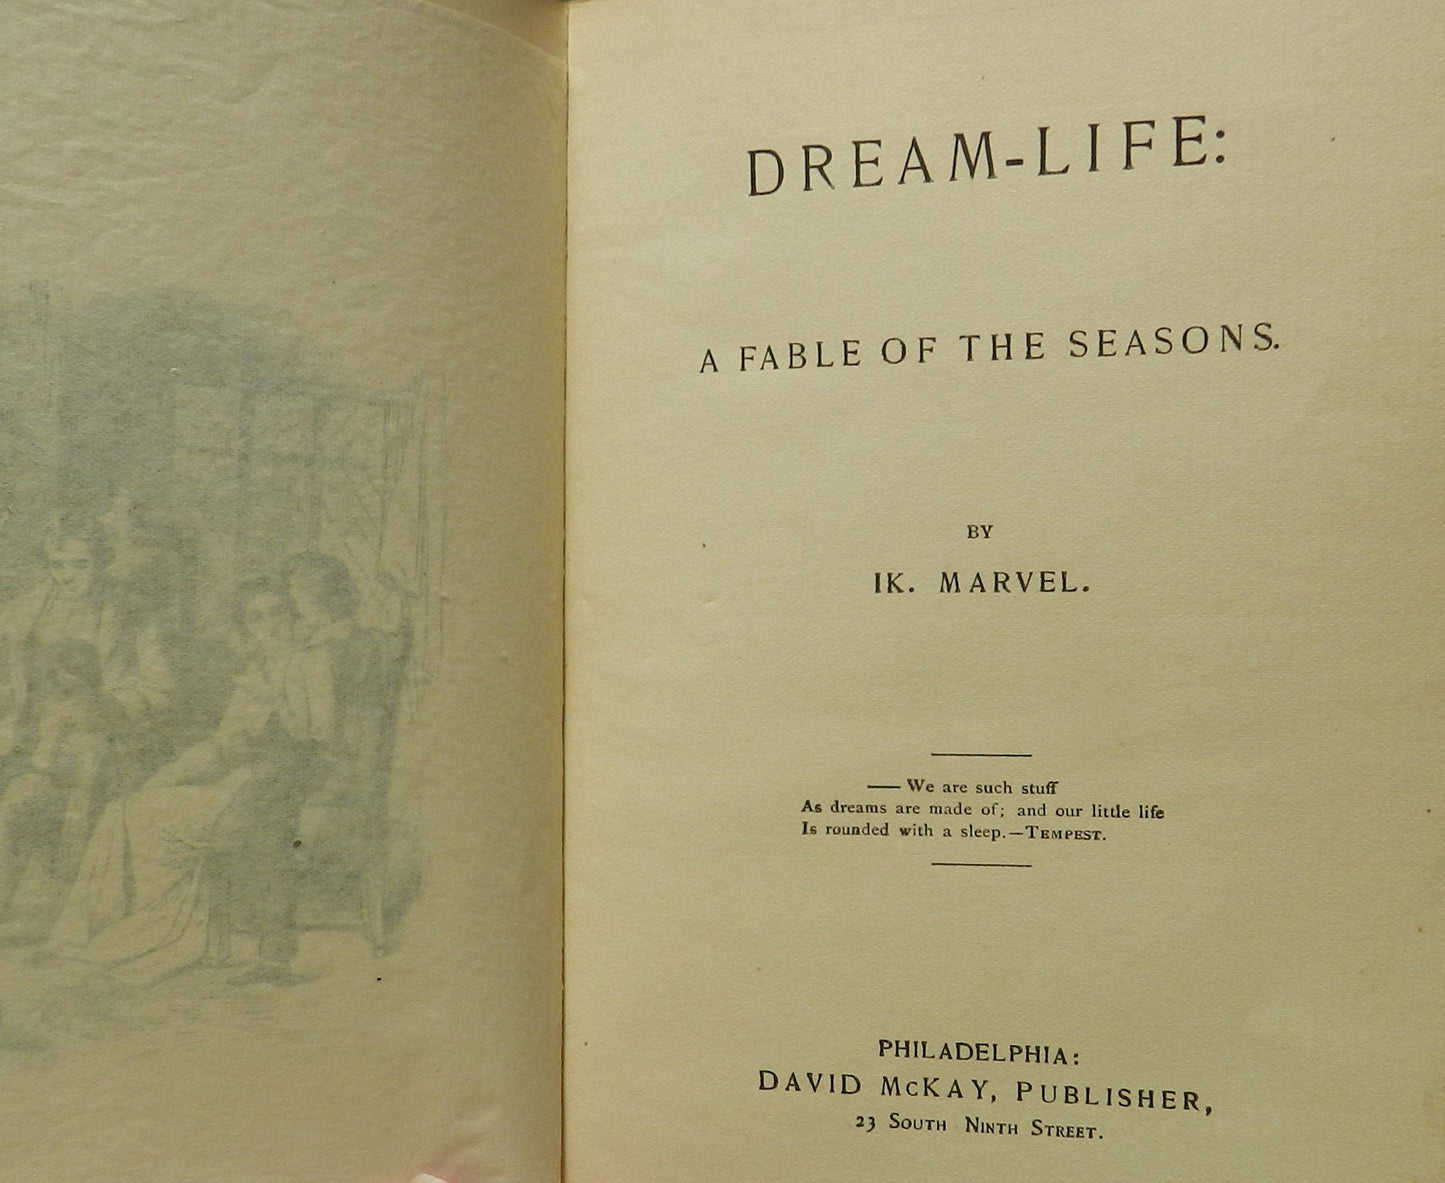 DREAM-LIFE:
A FABLE OF THE SEASONS.
BY
IK. MARVEL.
—— We are such stuff
As dreams are made of; and our little life
Is rounded with a sleep.—TEMPEST.
PHILADELPHIA:
DAVID McKAY, PUBLISHER,
23 SOUTH NINTH STREET.